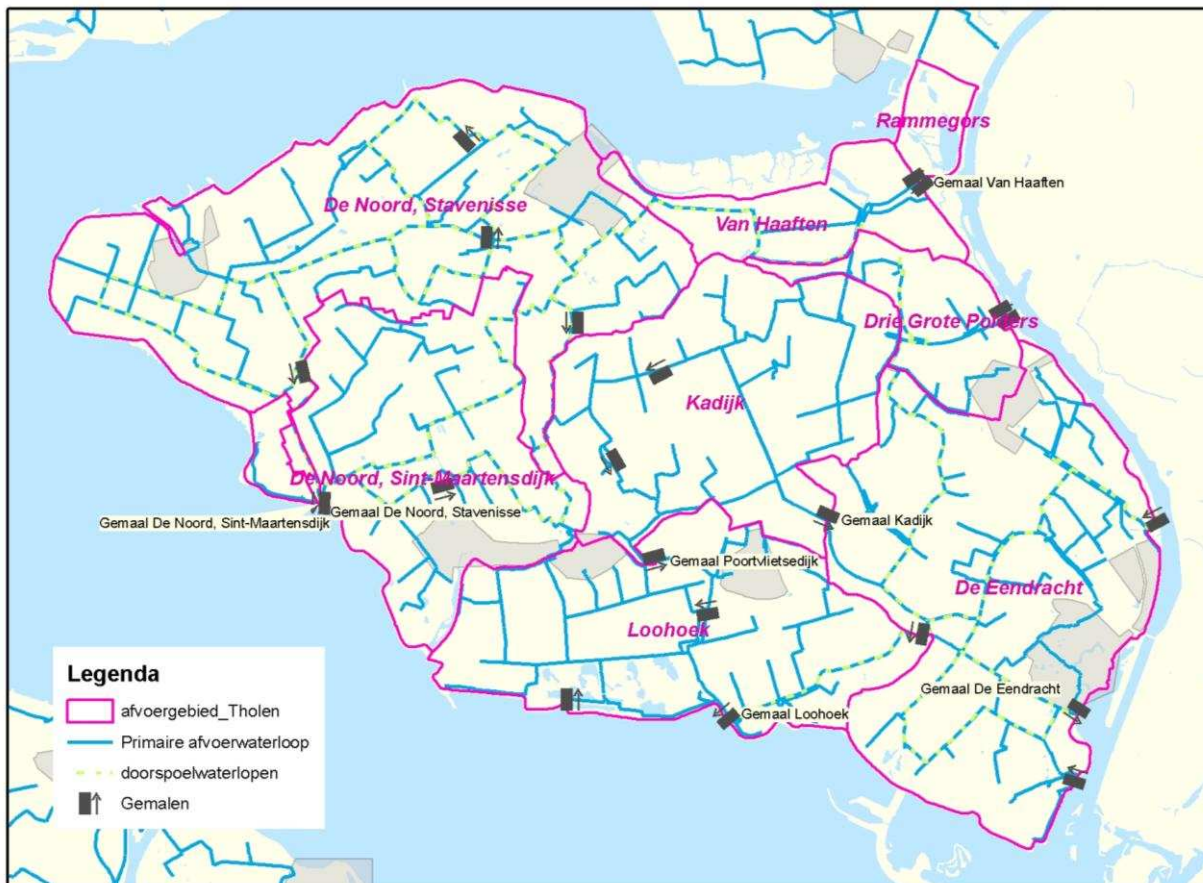 Rammegors
Gemaal Van Haaften
De Noord, Stavenisse
Van Haaften
Drie Grote Polders
Kadijk
De Noord, Sint-Maartensdijk
Gemaal De Noord, Stavenisse
Gemaal De Noord, Sint-Maartensdijk
Gemaal Kadijk
Gemaal Poortvlietsedijk
De Eendracht
Loohoek
Gemaal De Eendracht
Gemaal Loohoek
Legenda
afvoergebied_Tholen
Primaire afvoerwaterloop
doorspoelwaterlopen
Gemalen